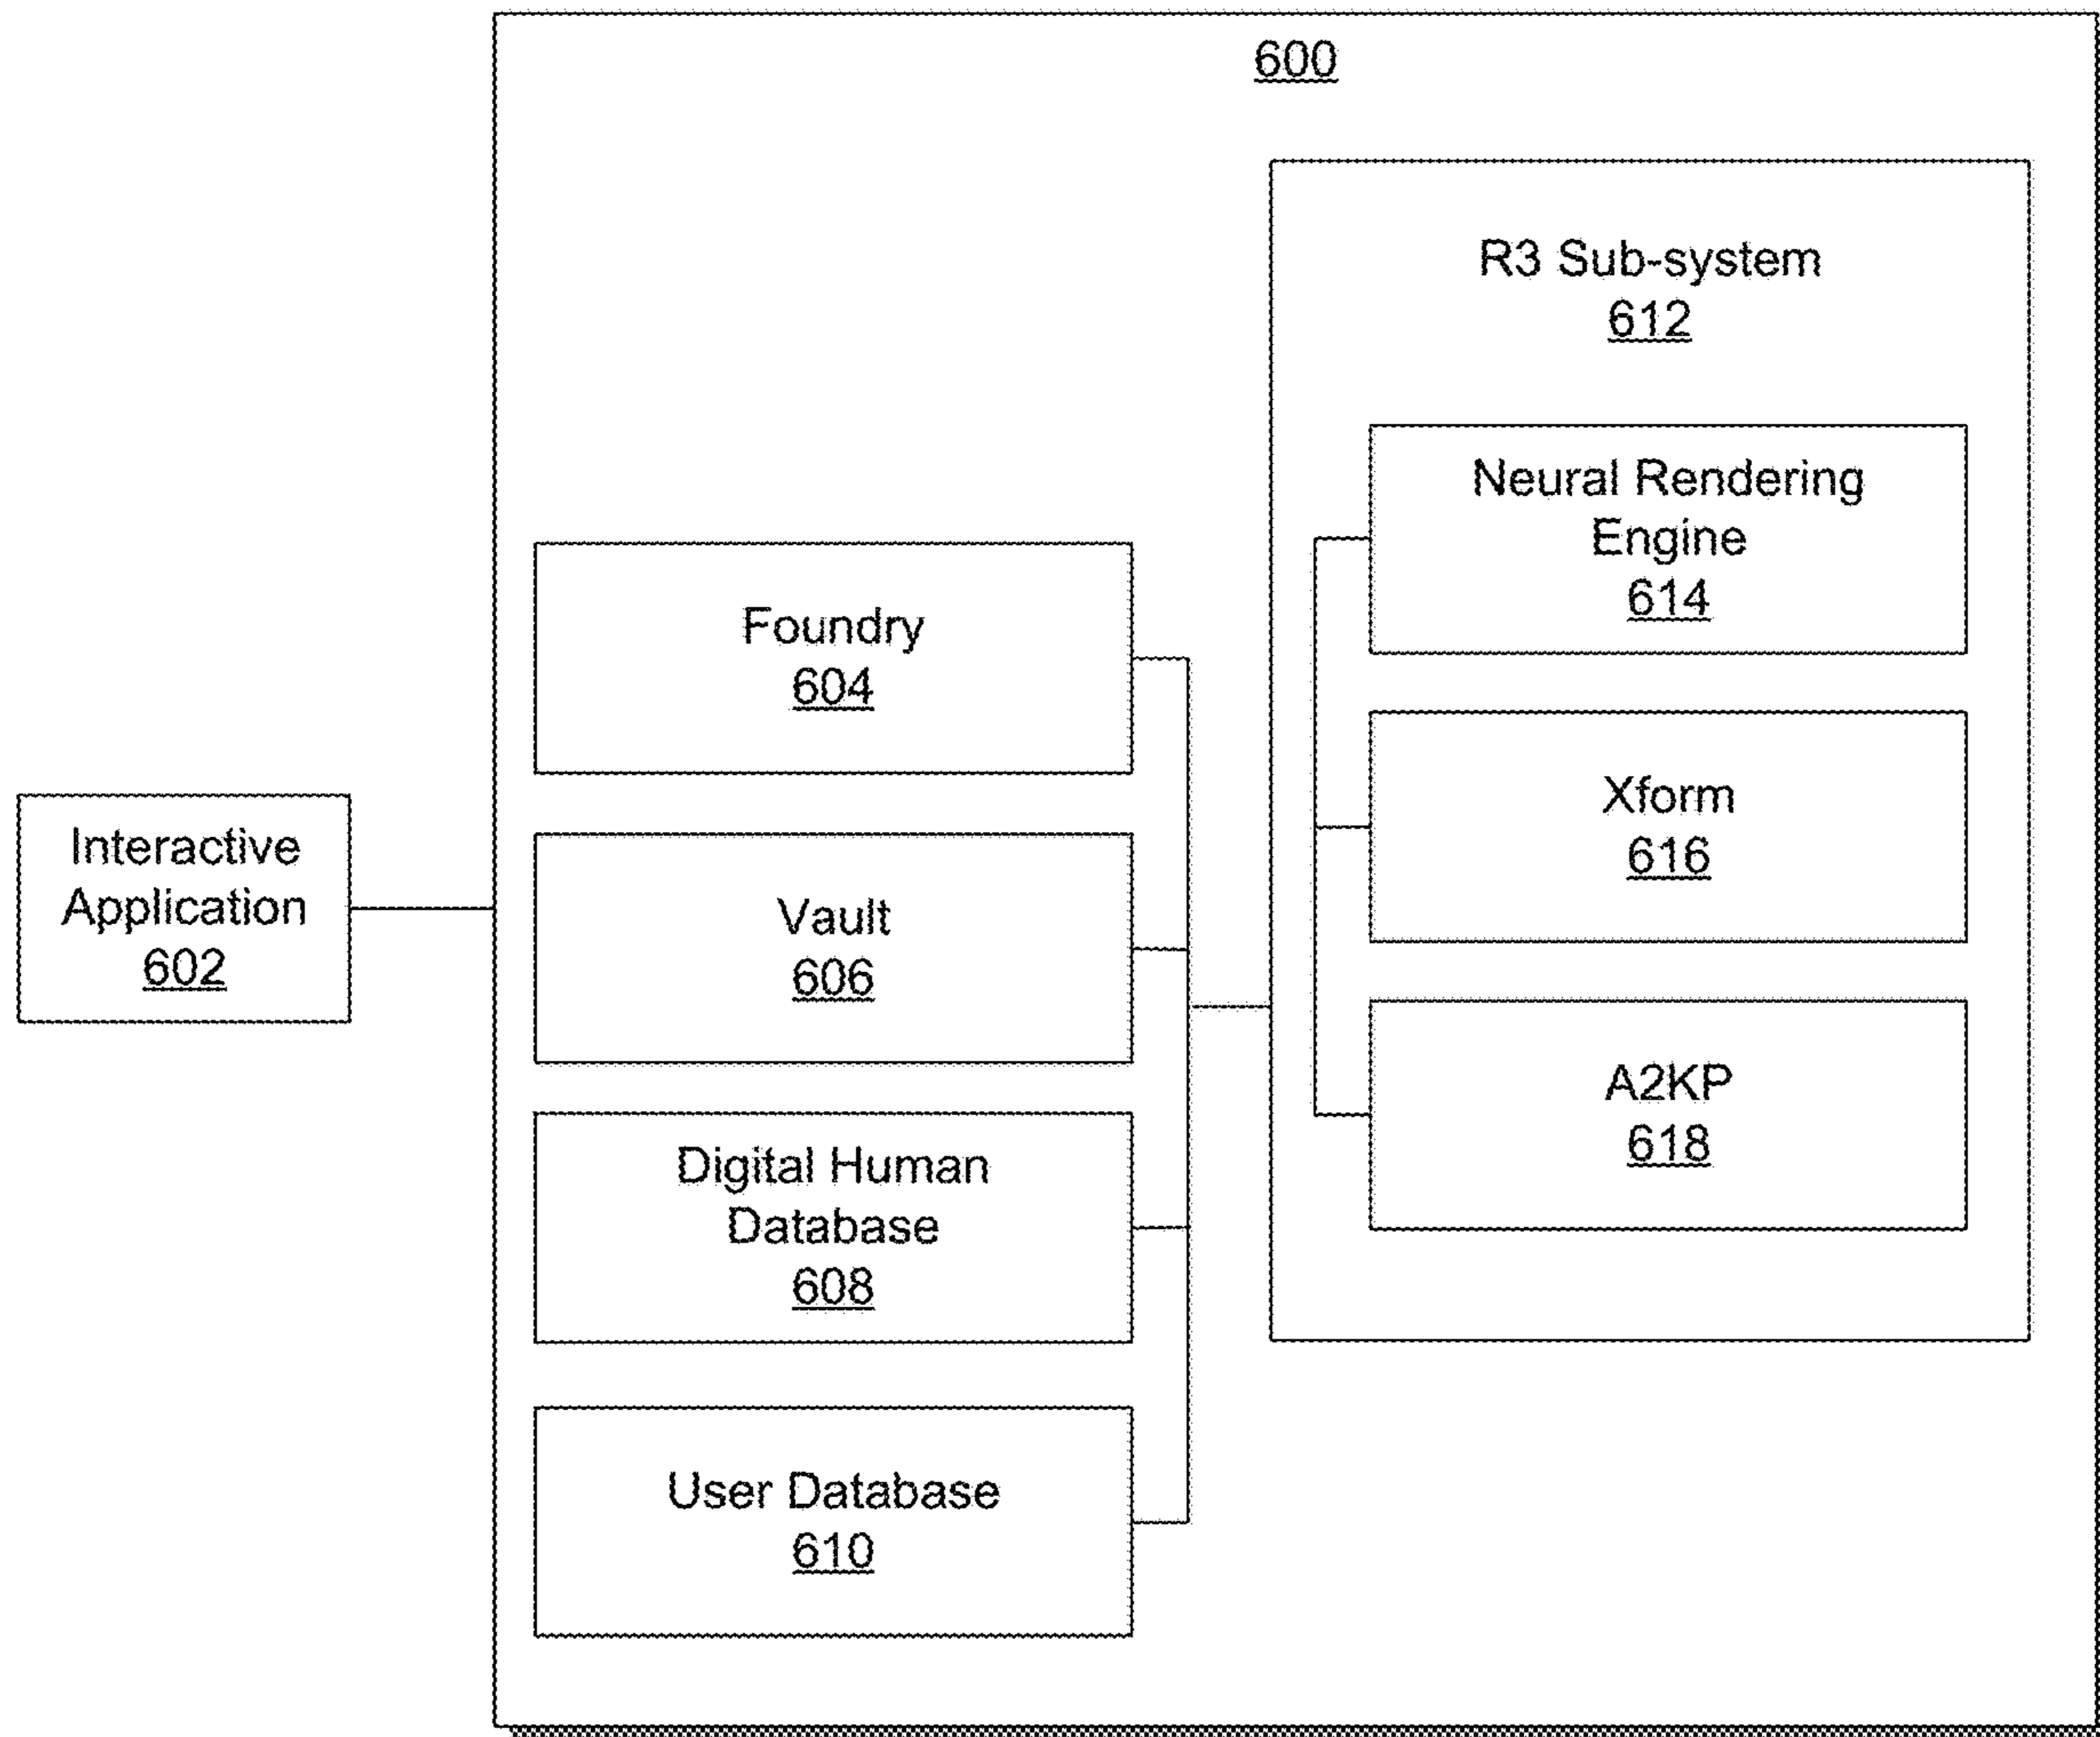 600
R3 Sub-system
612
Neural Rendering
Engine
614
Foundry
604
Xform
616
Interactive
Application
602
Vault
606
A2KP
618
Digital Human
Database
608
User Database
610